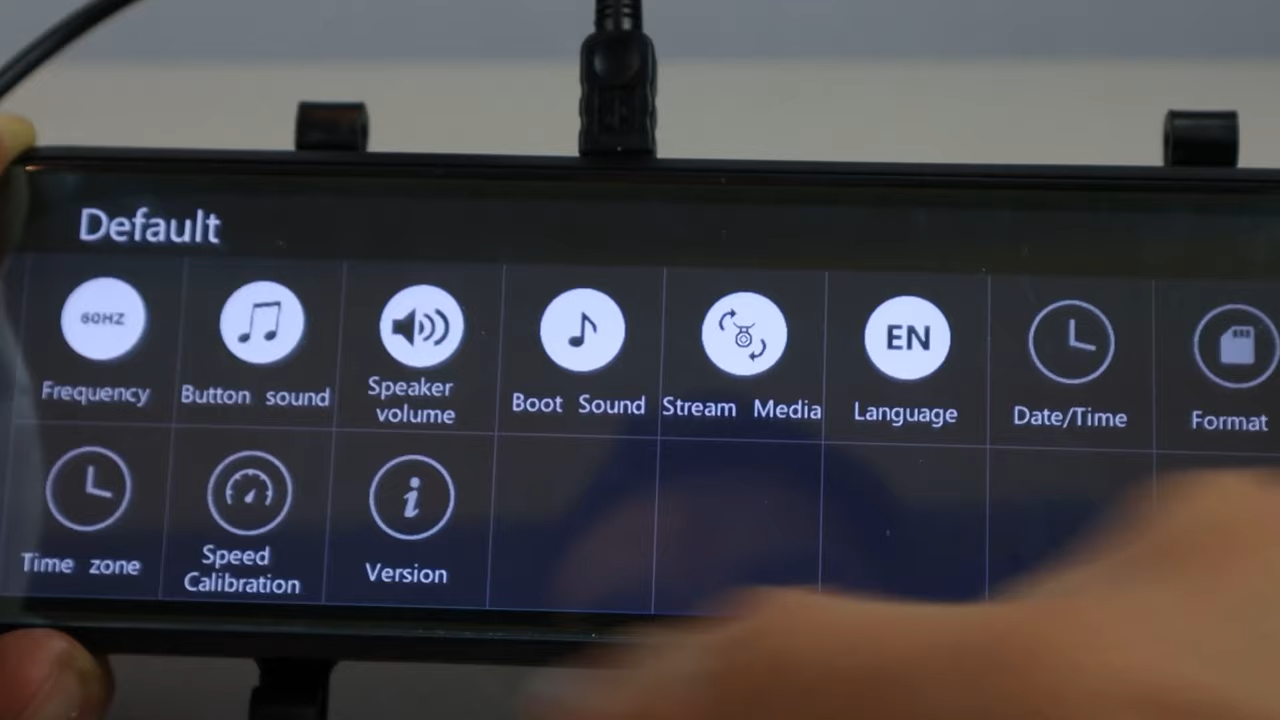 Default
60HZ
EN
Frequency
Button sound
Speaker
volume
Boot Sound
Stream Media
Language
Date/Time
Format
Time zone
Speed
Calibration
i
Version